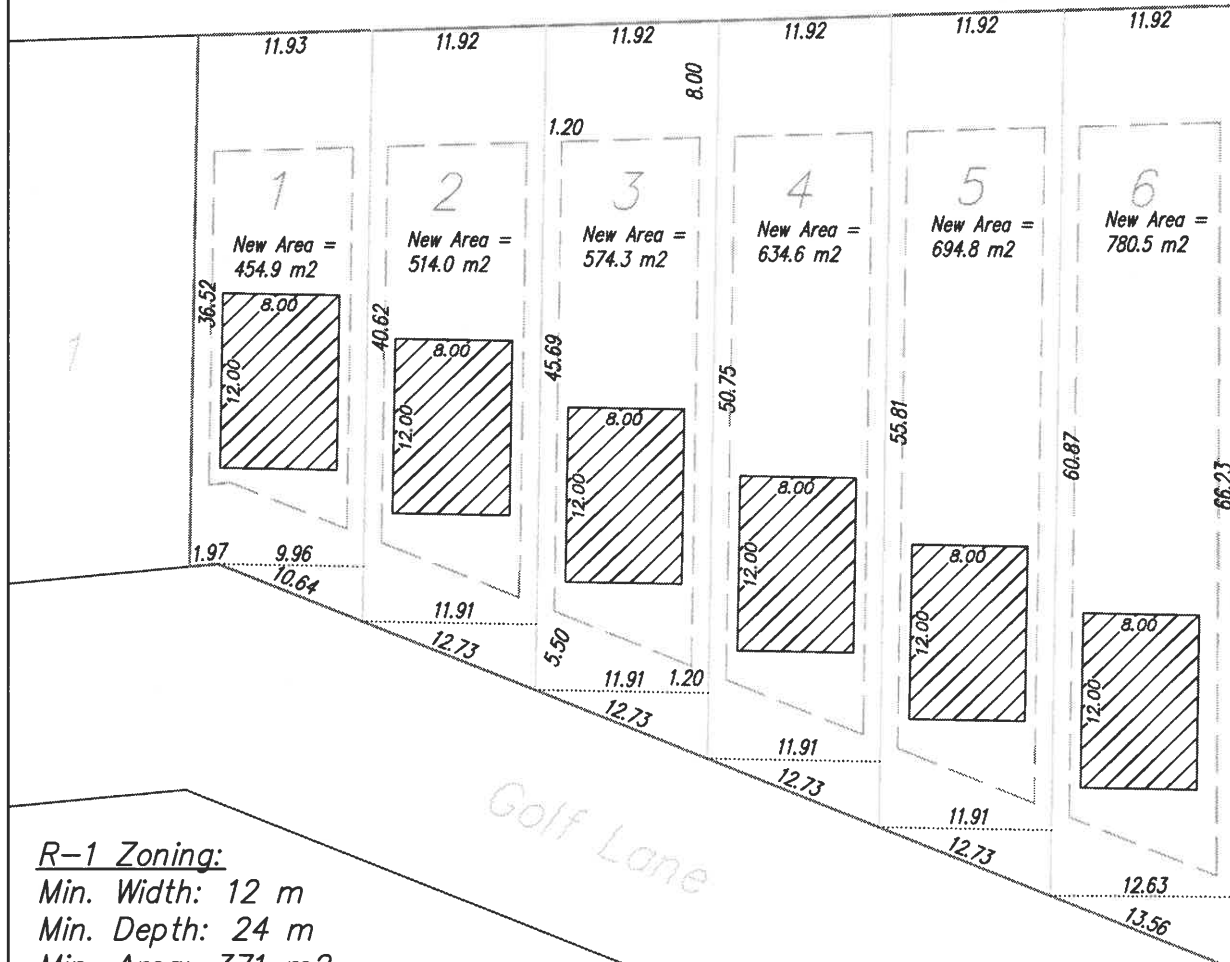 11.93
11.92
11.92
11.92
11.92
11.92
8.00
1.20
1
2
3
4
5
6
New Area =
454.9 m2
New Area =
514.0 m2
New Area =
574.3 m2
New Area =
634.6 m2
New Area =
694.8 m2
New Area =
780.5 m2
1
36.52
8.00
12.00
40.62
8.00
12.00
45.69
8.00
12.00
50.75
8.00
12.00
55.81
8.00
12.00
60.87
8.00
12.00
66.23
1.97
9.96
10.64
11.91
12.73
5.50
11.91
1.20
12.73
11.91
12.73
11.91
12.73
12.63
13.56
Golf Lane
R-1 Zoning:
Min. Width: 12 m
Min. Depth: 24 m
Min. Area: 371 m2